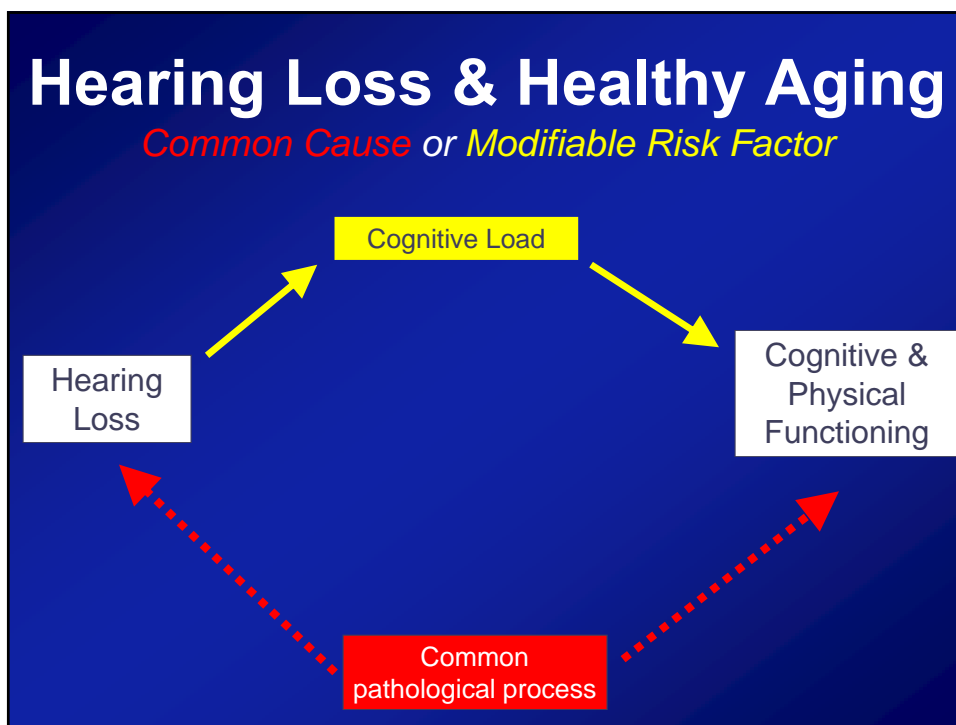 Hearing Loss & Healthy Aging
Common Cause or Modifiable Risk Factor
Cognitive Load
Hearing
Loss
Cognitive &
Physical
Functioning
Common
pathological process